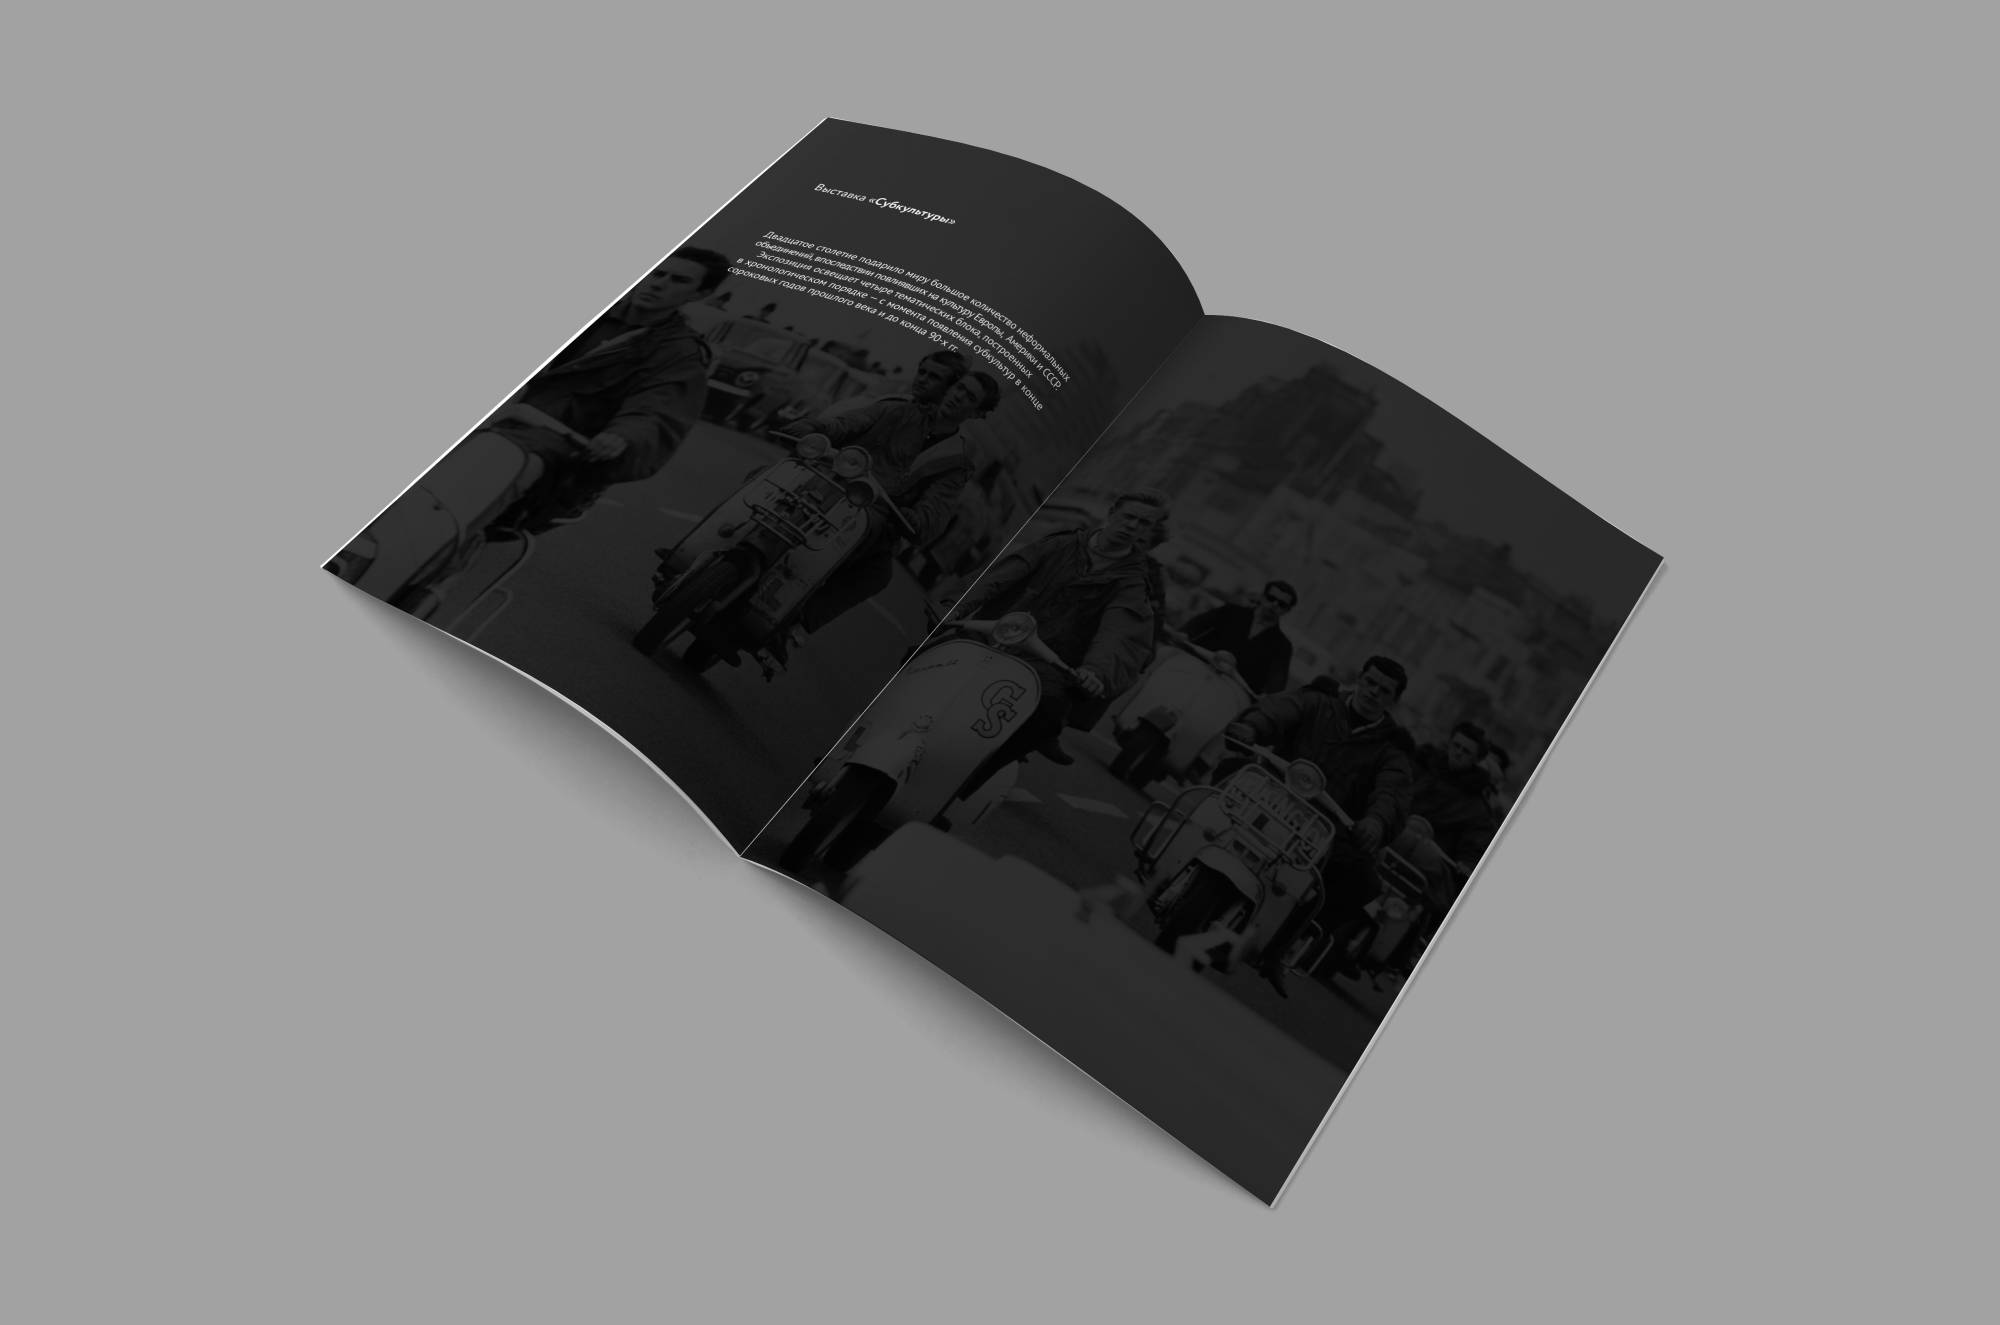 Выставка «Субкультуры»
Двадцатое столетие подарило миру большое количество неформальных
объединений, впоследствии повлиявших на культуру Европы, Америки и СССР.
Экспозиция освещает четыре тематических блока, построенных
в хронологическом порядке — с момента появления субкультур в конце
сороковых годов прошлого века и до конца 90-х гг.
GS
L